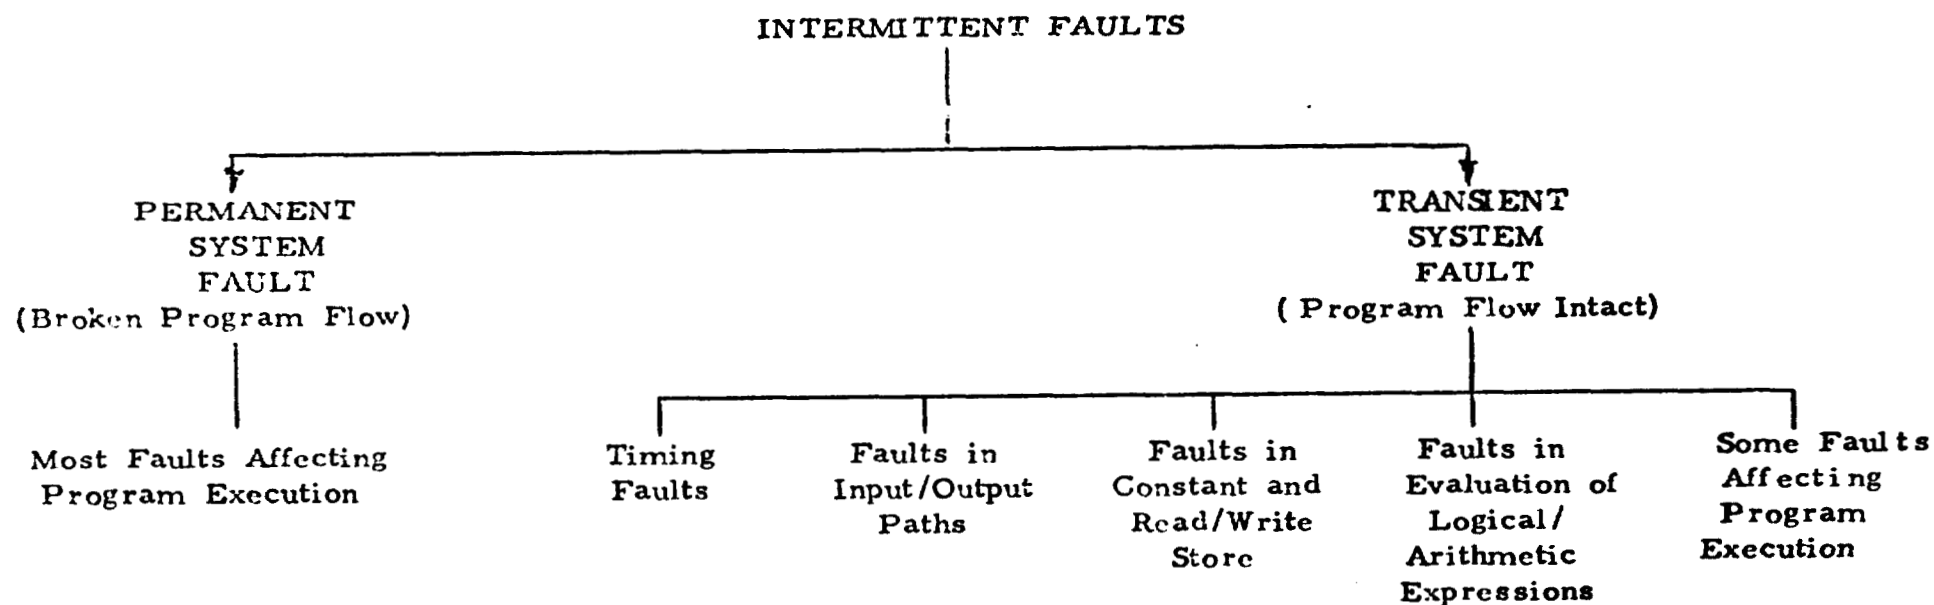 INTERMITTENT FAULTS
PERMANENT
SYSTEM
FAULT
(Broken Program Flow)
TRANSIENT
SYSTEM
FAULT
( Program Flow Intact)
Most Faults Affecting
Program Execution
Timing
Faults
Faults in
Input/Output
Paths
Faults in
Constant and
Read/Write
Store
Faults in
Evaluation of
Logical/
Arithmetic
Expressions
Some Faults
Affecting
Program
Execution